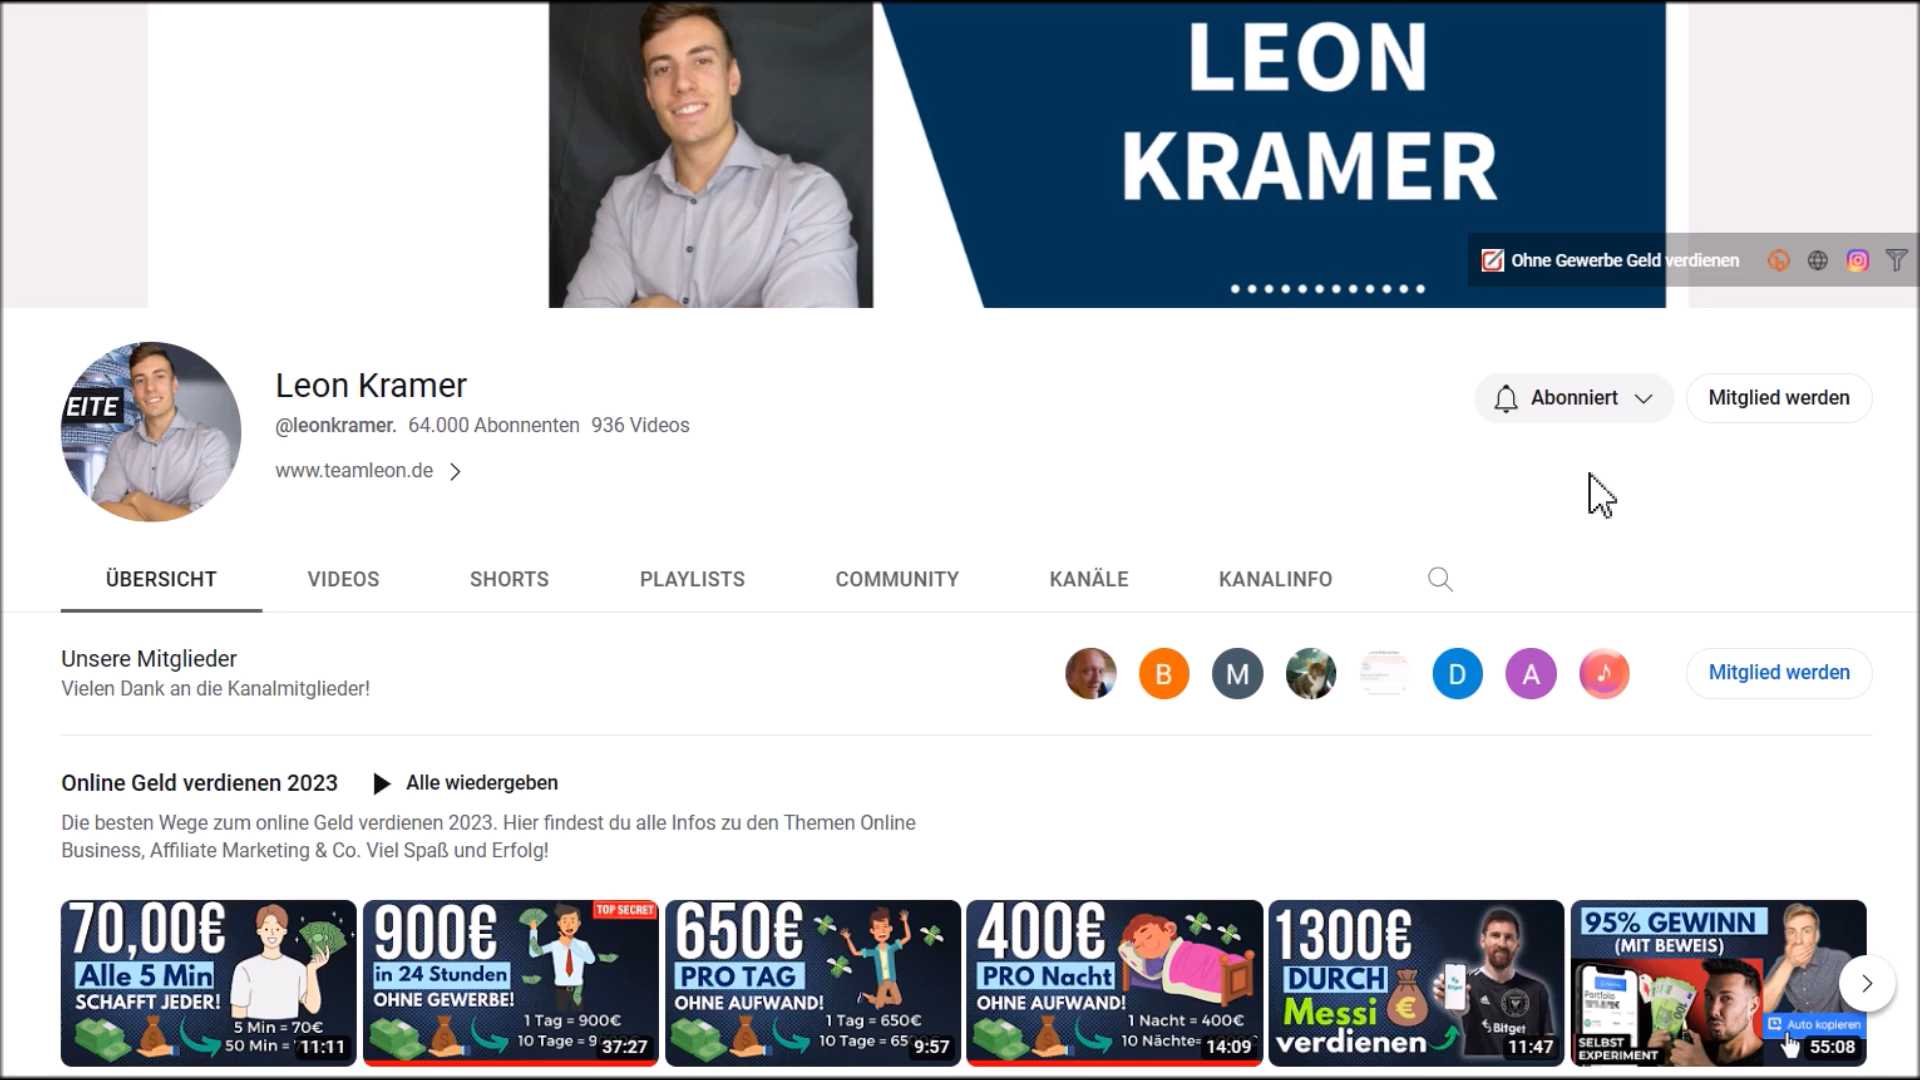 LEON
KRAMER
Ohne Gewerbe Geld verdienen
EITE
Leon Kramer
@leonkramer. 64.000 Abonnenten 936 Videos
www.teamleon.de
Abonniert
Mitglied werden
ÜBERSICHT VIDEOS SHORTS PLAYLISTS COMMUNITY KANÄLE KANALINFO
Unsere Mitglieder
Vielen Dank an die Kanalmitglieder!
B M D A
Mitglied werden
Online Geld verdienen 2023 Alle wiedergeben
Die besten Wege zum online Geld verdienen 2023. Hier findest du alle Infos zu den Themen Online
Business, Affiliate Marketing & Co. Viel Spaß und Erfolg!
70,00€
Alle 5 Min
SCHAFFT JEDER!
5 Min = 70€
50 Min =
11:11
900€
TOP SECRET
in 24 Stunden
OHNE GEWERBE!
1 Tag = 900€
10 Tage =
37:27
650€
PRO TAG
OHNE AUFWAND!
1 Tag = 650€
10 Tage =
9:57
400€
PRO Nacht
OHNE AUFWAND!
1 Nacht = 400€
10 Nächte=
14:09
1300€
DURCH
Messi
verdienen
Bitget
11:47
95% GEWINN
(MIT BEWEIS)
Portfolio
Auto kopieren
SELBST
EXPERIMENT
55:08